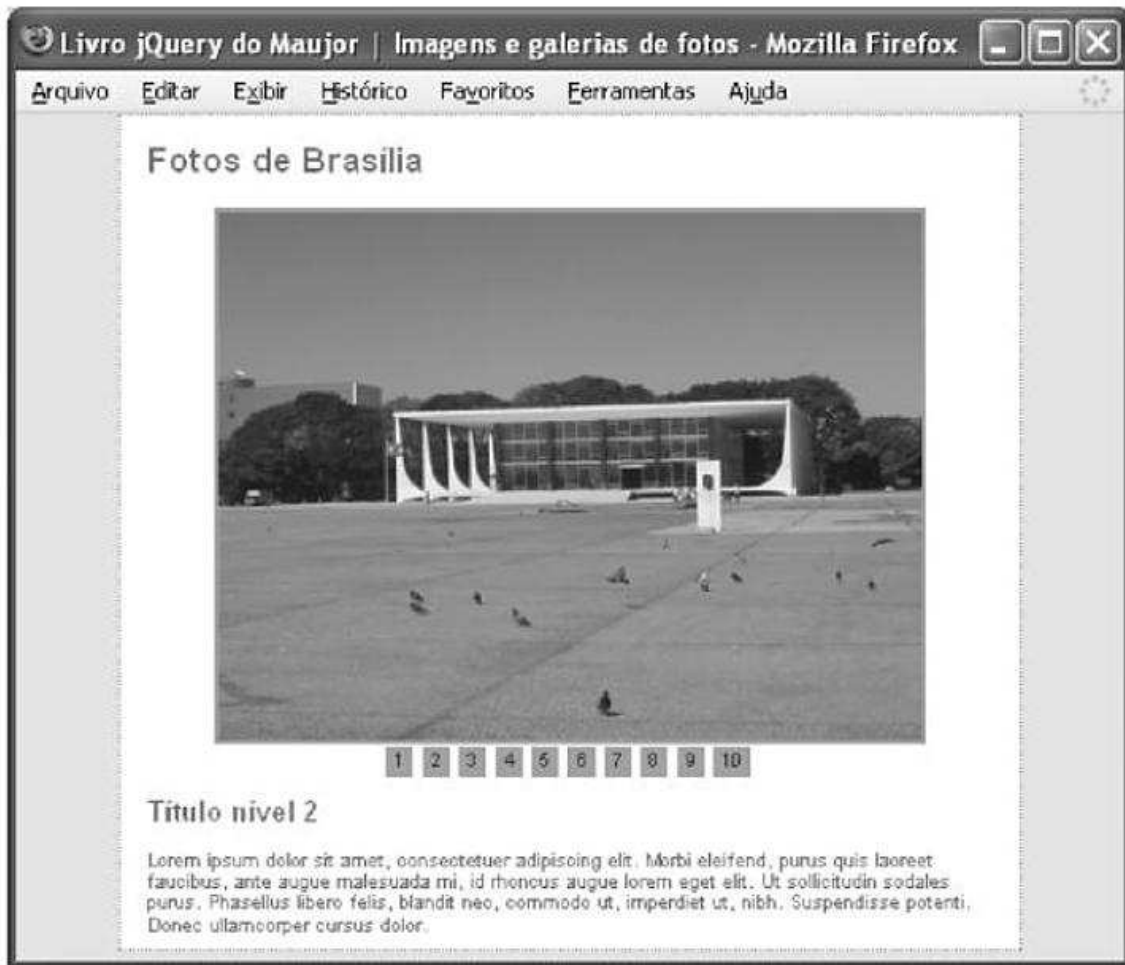 Livro jQuery do Maujor | Imagens e galerias de fotos - Mozilla Firefox
Arquivo Editar Exibir Histórico Favoritos Ferramentas Ajuda
Fotos de Brasília
1 2 3 4 5 6 7 8 9 10
Título nível 2
Lorem ipsum dolor sit amet, consectetuer adipiscing elit. Morbi eleifend, purus quis laoreet
faucibus, ante augue malesuada mi, id rhoncus augue lorem eget elit. Ut sollicitudin sodales
purus. Phasellus libero felis, blandit nec, commodo ut, imperdiet ut, nibh. Suspendisse potenti.
Donec ullamcorper cursus dolor.